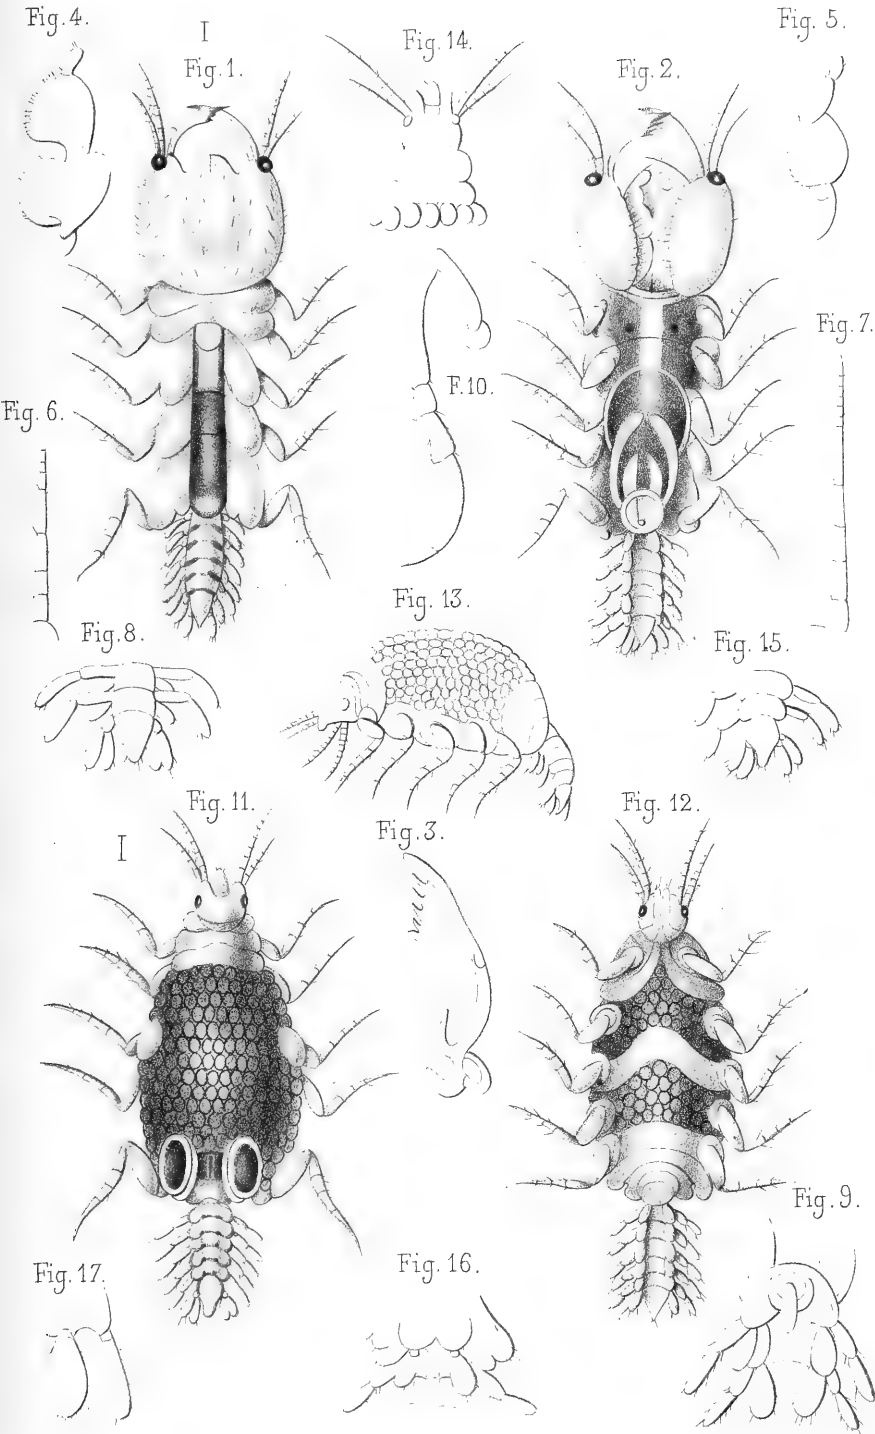 Fig. 4.
Fig. 1.
Fig. 14.
Fig. 2.
Fig. 5.
Fig. 6.
F. 10.
Fig. 7.
Fig. 8.
Fig. 13.
Fig. 15.
Fig. 11.
Fig. 3.
Fig. 12.
Fig. 17.
Fig. 16.
Fig. 9.